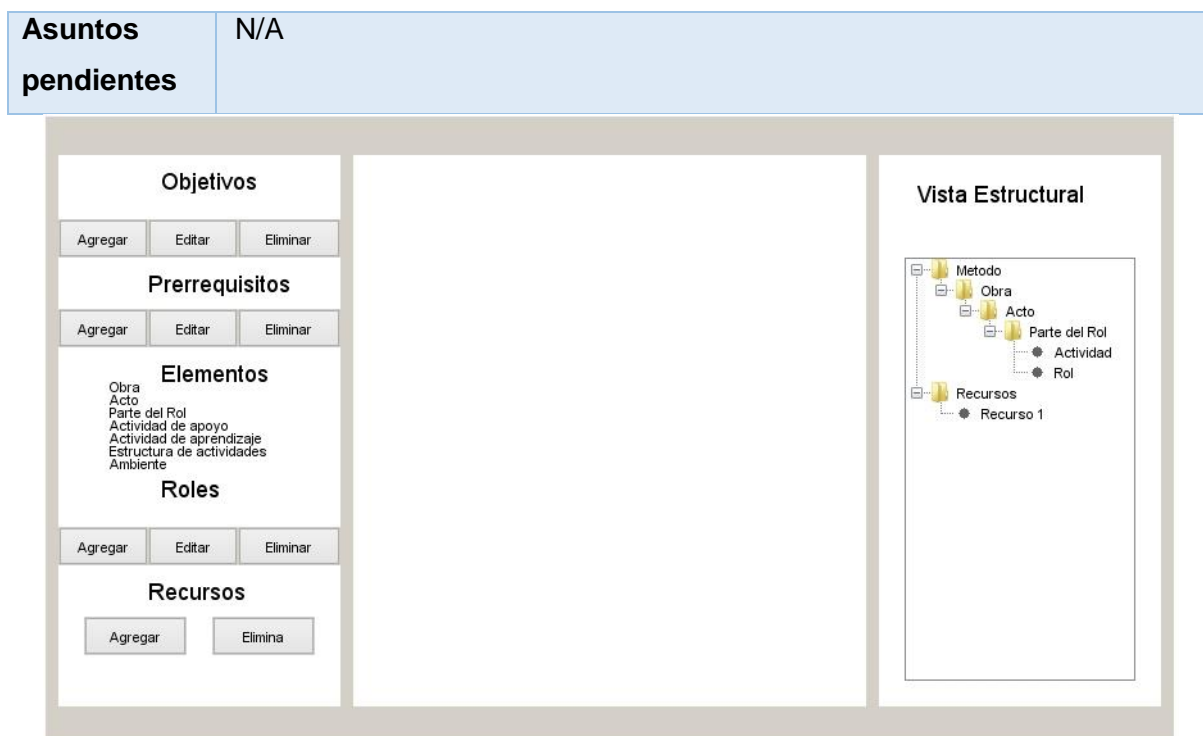 Asuntos N/A
pendientes
Objetivos
Agregar Editar Eliminar
Prerrequisitos
Agregar Editar Eliminar
Elementos
Obra
Acto
Parte del Rol
Actividad de apoyo
Actividad de aprendizaje
Estructura de actividades
Ambiente
Roles
Agregar Editar Eliminar
Recursos
Agregar Elimina
Vista Estructural
Metodo
Obra
Acto
Parte del Rol
Actividad
Rol
Recursos
Recurso 1